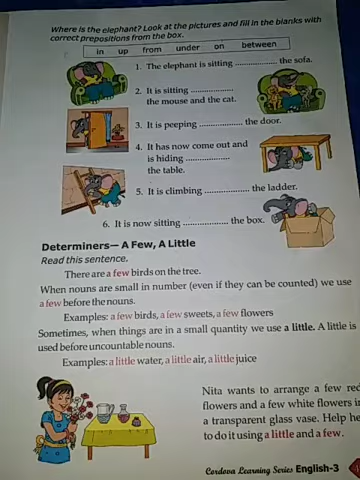 Where is the elephant? Look at the pictures and fill in the blanks with
correct prepositions from the box.
in up from under on between
1. The elephant is sitting ................ the sofa.
2. It is sitting ................
the mouse and the cat.
3. It is peeping ................ the door.
4. It has now come out and
is hiding ................
the table.
5. It is climbing ................ the ladder.
6. It is now sitting ................ the box.
Determiners— A Few, A Little
Read this sentence.
There are a few birds on the tree.
When nouns are small in number (even if they can be counted) we use
a few before the nouns.
Examples: a few birds, a few sweets, a few flowers
Sometimes, when things are in a small quantity we use a little. A little is
used before uncountable nouns.
Examples: a little water, a little air, a little juice
Nita wants to arrange a few red
flowers and a few white flowers in
a transparent glass vase. Help he
to do it using a little and a few.
Cordova Learning Series English-3